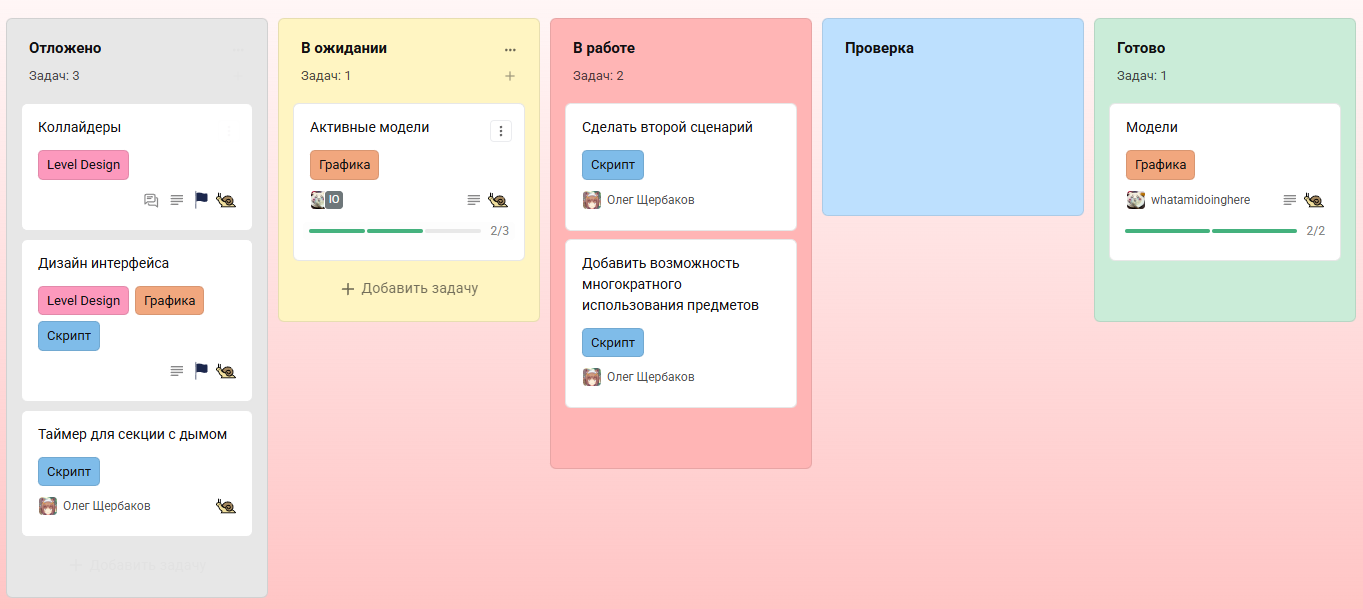 Отложено
Задач: 3
Коллайдеры
Level Design
Дизайн интерфейса
Level Design Графика
Скрипт
Таймер для секции с дымом
Скрипт
Олег Щербаков
+ Добавить задачу
В ожидании
Задач: 1
Активные модели
Графика
IO
2/3
+ Добавить задачу
В работе
Задач: 2
Сделать второй сценарий
Скрипт
Олег Щербаков
Добавить возможность
многократного
использования предметов
Скрипт
Олег Щербаков
Проверка
Готово
Задач: 1
Модели
Графика
whatamidoinghere
2/2